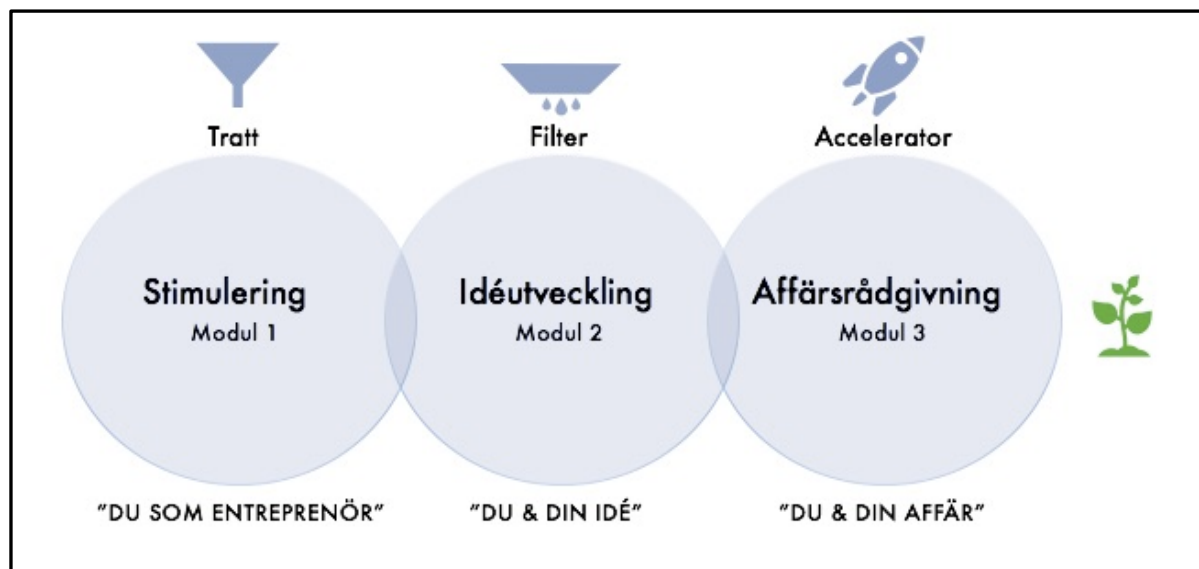 Tratt
Filter
Accelerator
Stimulering
Modul 1
Idéutveckling
Modul 2
Affärsrådgivning
Modul 3
”DU SOM ENTREPRENÖR”
”DU & DIN IDÉ”
”DU & DIN AFFÄR”